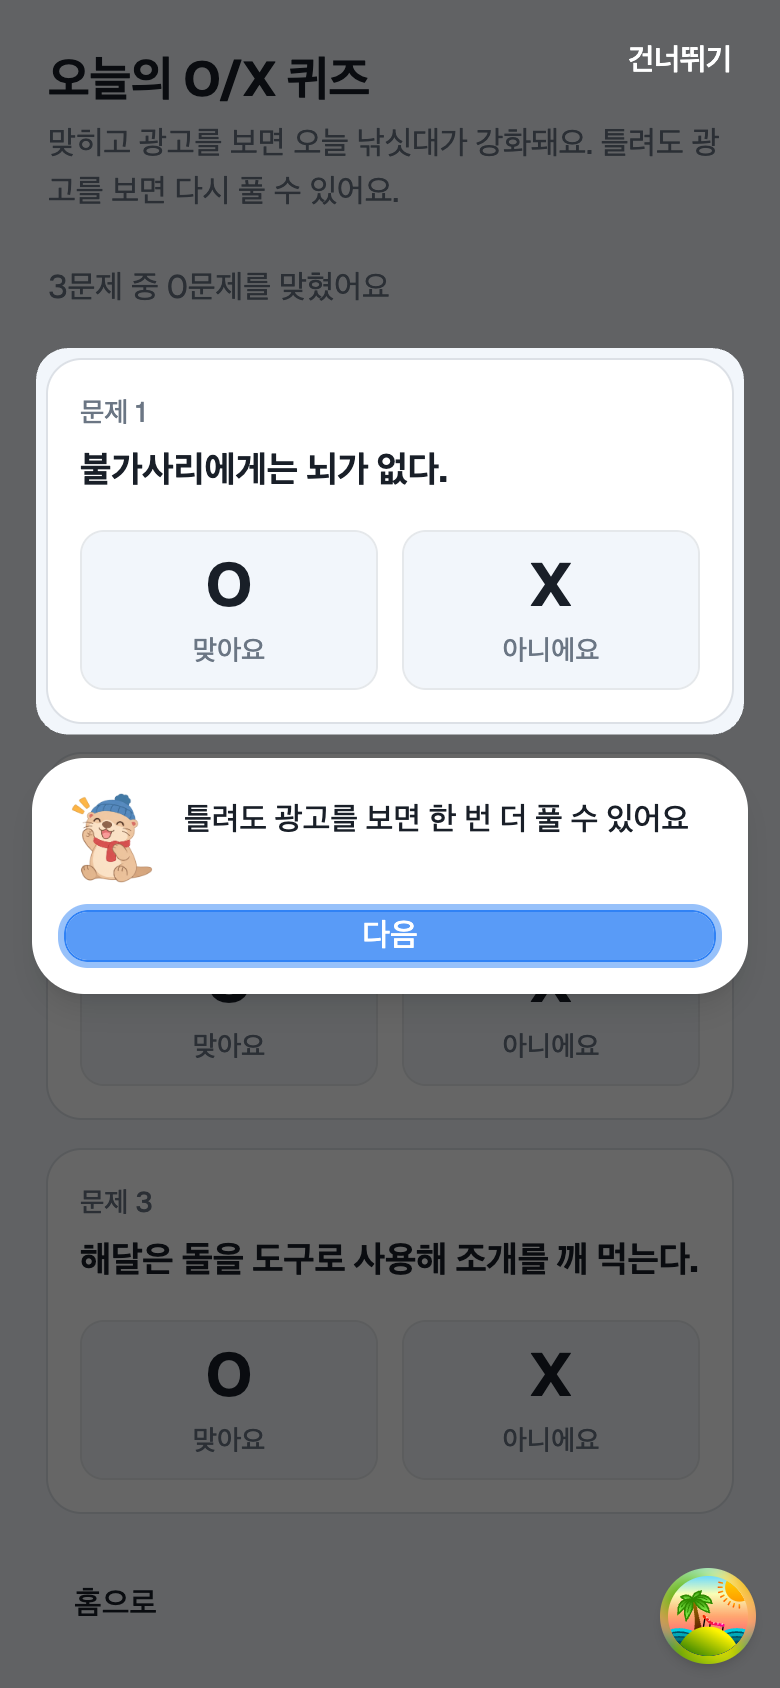 오늘의 O/X 퀴즈
건너뛰기
맞히고 광고를 보면 오늘 낚싯대가 강화돼요. 틀려도 광
고를 보면 다시 풀 수 있어요.
3문제 중 0문제를 맞혔어요
문제 1
불가사리에게는 뇌가 없다.
O X
맞아요 아니에요
틀려도 광고를 보면 한 번 더 풀 수 있어요
다음
맞아요 아니에요
문제 3
해달은 돌을 도구로 사용해 조개를 깨 먹는다.
O X
맞아요 아니에요
홈으로